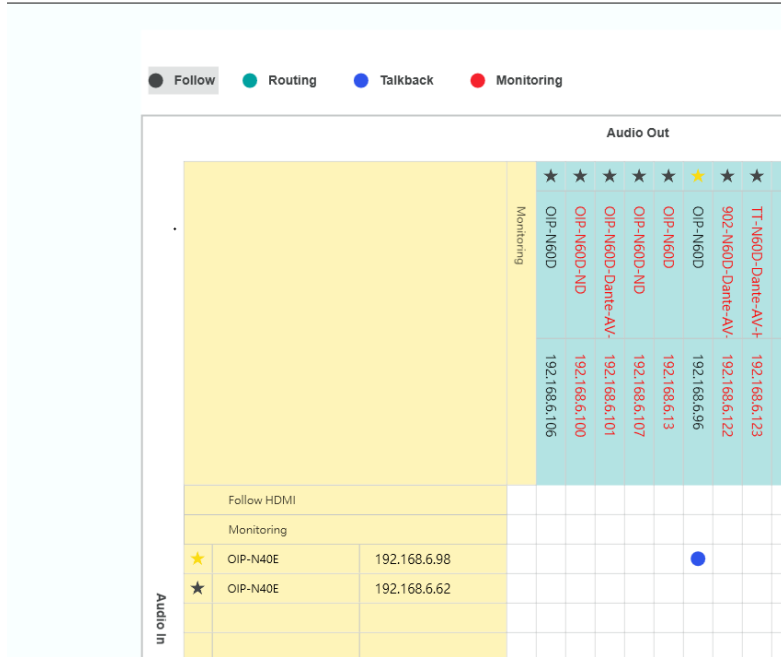 Follow Routing Talkback Monitoring
Audio Out
Monitoring
OIP-N60D
OIP-N60D-ND
OIP-N60D-Dante-AV-
OIP-N60D-ND
OIP-N60D
OIP-N60D
902-N60D-Dante-AV-
TT-N60D-Dante-AV-H
192.168.6.106
192.168.6.100
192.168.6.101
192.168.6.107
192.168.6.13
192.168.6.96
192.168.6.122
192.168.6.123
Follow HDMI
Monitoring
OIP-N40E 192.168.6.98
OIP-N40E 192.168.6.62
Audio In